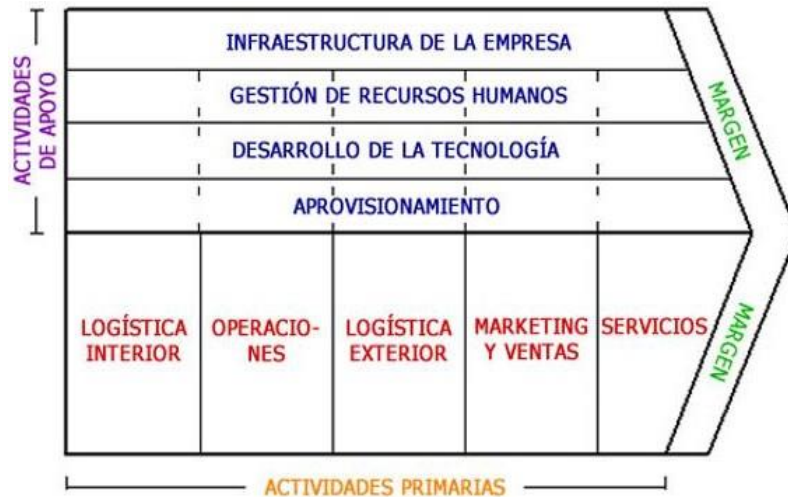 ACTIVIDADES
DE APOYO
INFRAESTRUCTURA DE LA EMPRESA
GESTIÓN DE RECURSOS HUMANOS
DESARROLLO DE LA TECNOLOGÍA
APROVISIONAMIENTO
MARGEN
LOGÍSTICA
INTERIOR
OPERACIO-
NES
LOGÍSTICA
EXTERIOR
MARKETING
Y VENTAS
SERVICIOS
MARGEN
ACTIVIDADES PRIMARIAS